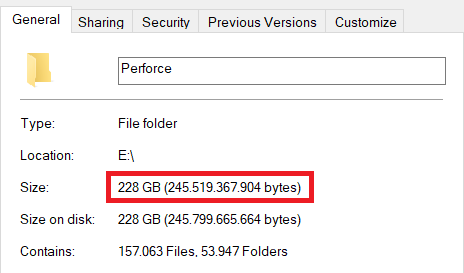 General Sharing Security Previous Versions Customize
Perforce
Type: File folder
Location: E:\
Size: 228 GB (245.519.367.904 bytes)
Size on disk: 228 GB (245.799.665.664 bytes)
Contains: 157.063 Files, 53.947 Folders